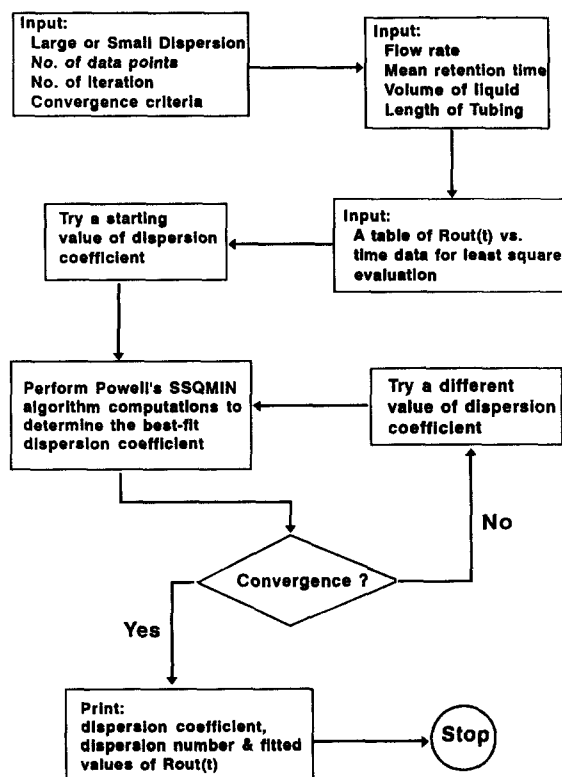 Input:
Large or Small Dispersion
No. of data points
No. of iteration
Convergence criteria
Input:
Flow rate
Mean retention time
Volume of liquid
Length of Tubing
Input:
A table of Rout(t) vs.
time data for least square
evaluation
Try a starting
value of dispersion
coefficient
Perform Powell's SSQMIN
algorithm computations to
determine the best-fit
dispersion coefficient
Try a different
value of dispersion
coefficient
Convergence ?
No
Yes
Print:
dispersion coefficient,
dispersion number & fitted
values of Rout(t)
Stop